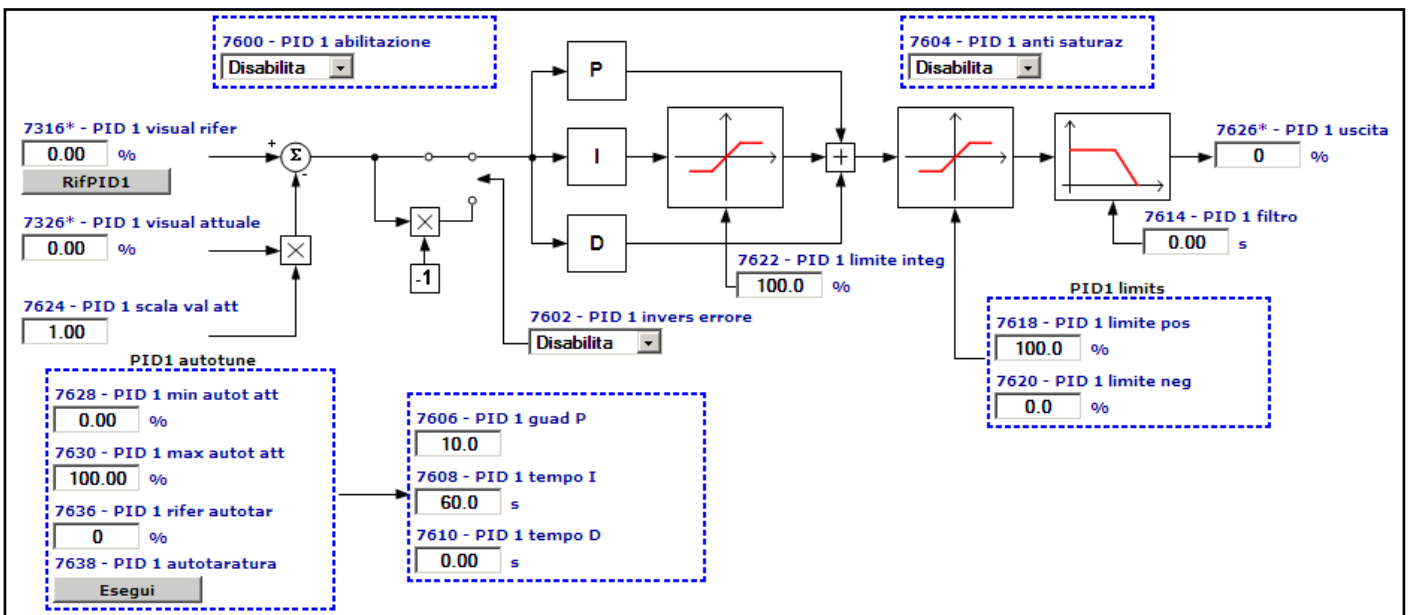 7600 - PID 1 abilitazione
Disabilita
7604 - PID 1 anti saturaz
Disabilita
P
7316* - PID 1 visual rifer
0.00 %
RifPID1
+
Σ
-
I
+
7626* - PID 1 uscita
0 %
7326* - PID 1 visual attuale
0.00 %
×
×
-1
D
7614 - PID 1 filtro
0.00 s
7622 - PID 1 limite integ
100.0 %
7624 - PID 1 scala val att
1.00
7602 - PID 1 invers errore
Disabilita
PID1 limits
7618 - PID 1 limite pos
100.0 %
7620 - PID 1 limite neg
0.0 %
PID1 autotune
7628 - PID 1 min autot att
0.00 %
7630 - PID 1 max autot att
100.00 %
7636 - PID 1 rifer autotar
0 %
7638 - PID 1 autotaratura
Esegui
7606 - PID 1 guad P
10.0
7608 - PID 1 tempo I
60.0 s
7610 - PID 1 tempo D
0.00 s